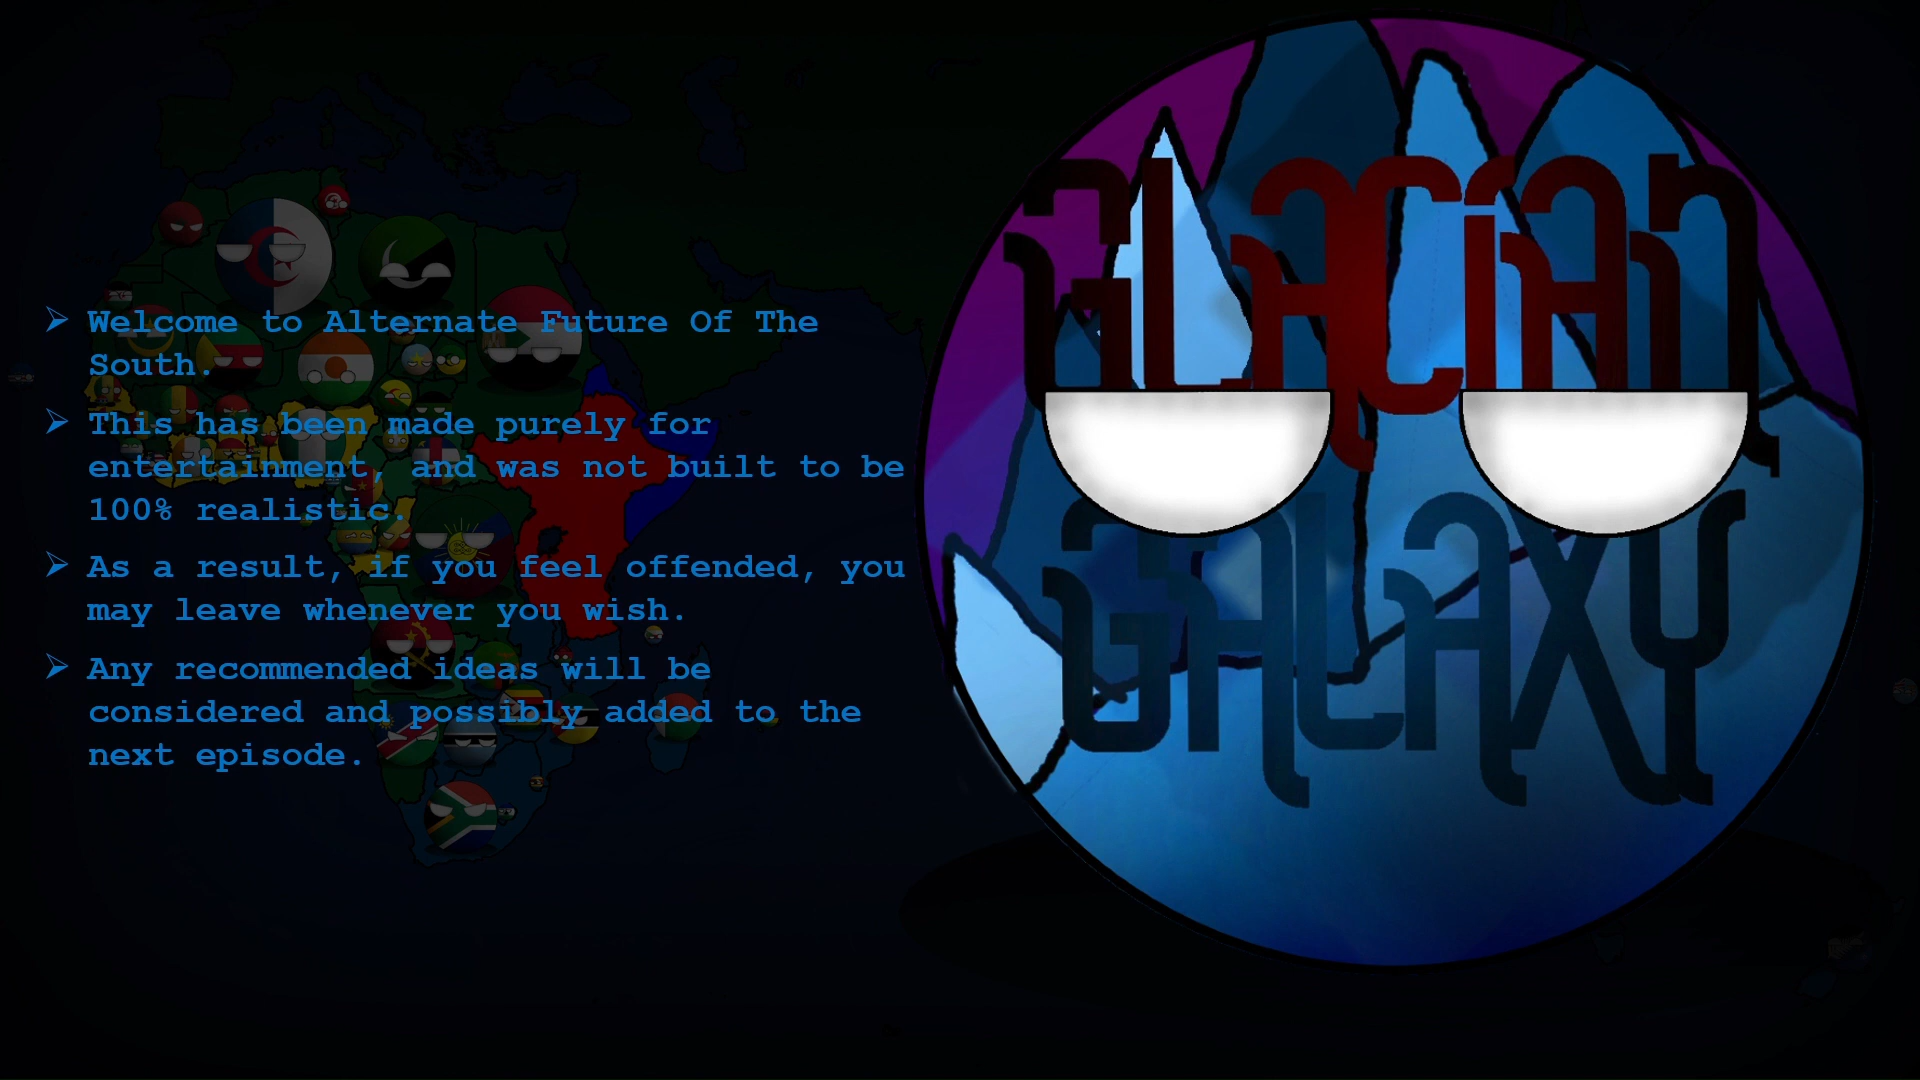 ➢ Welcome to Alternate Future Of The
South.
➢ This has been made purely for
entertainment, and was not built to be
100% realistic.
➢ As a result, if you feel offended, you
may leave whenever you wish.
➢ Any recommended ideas will be
considered and possibly added to the
next episode.
GLACIAN
GALAXY